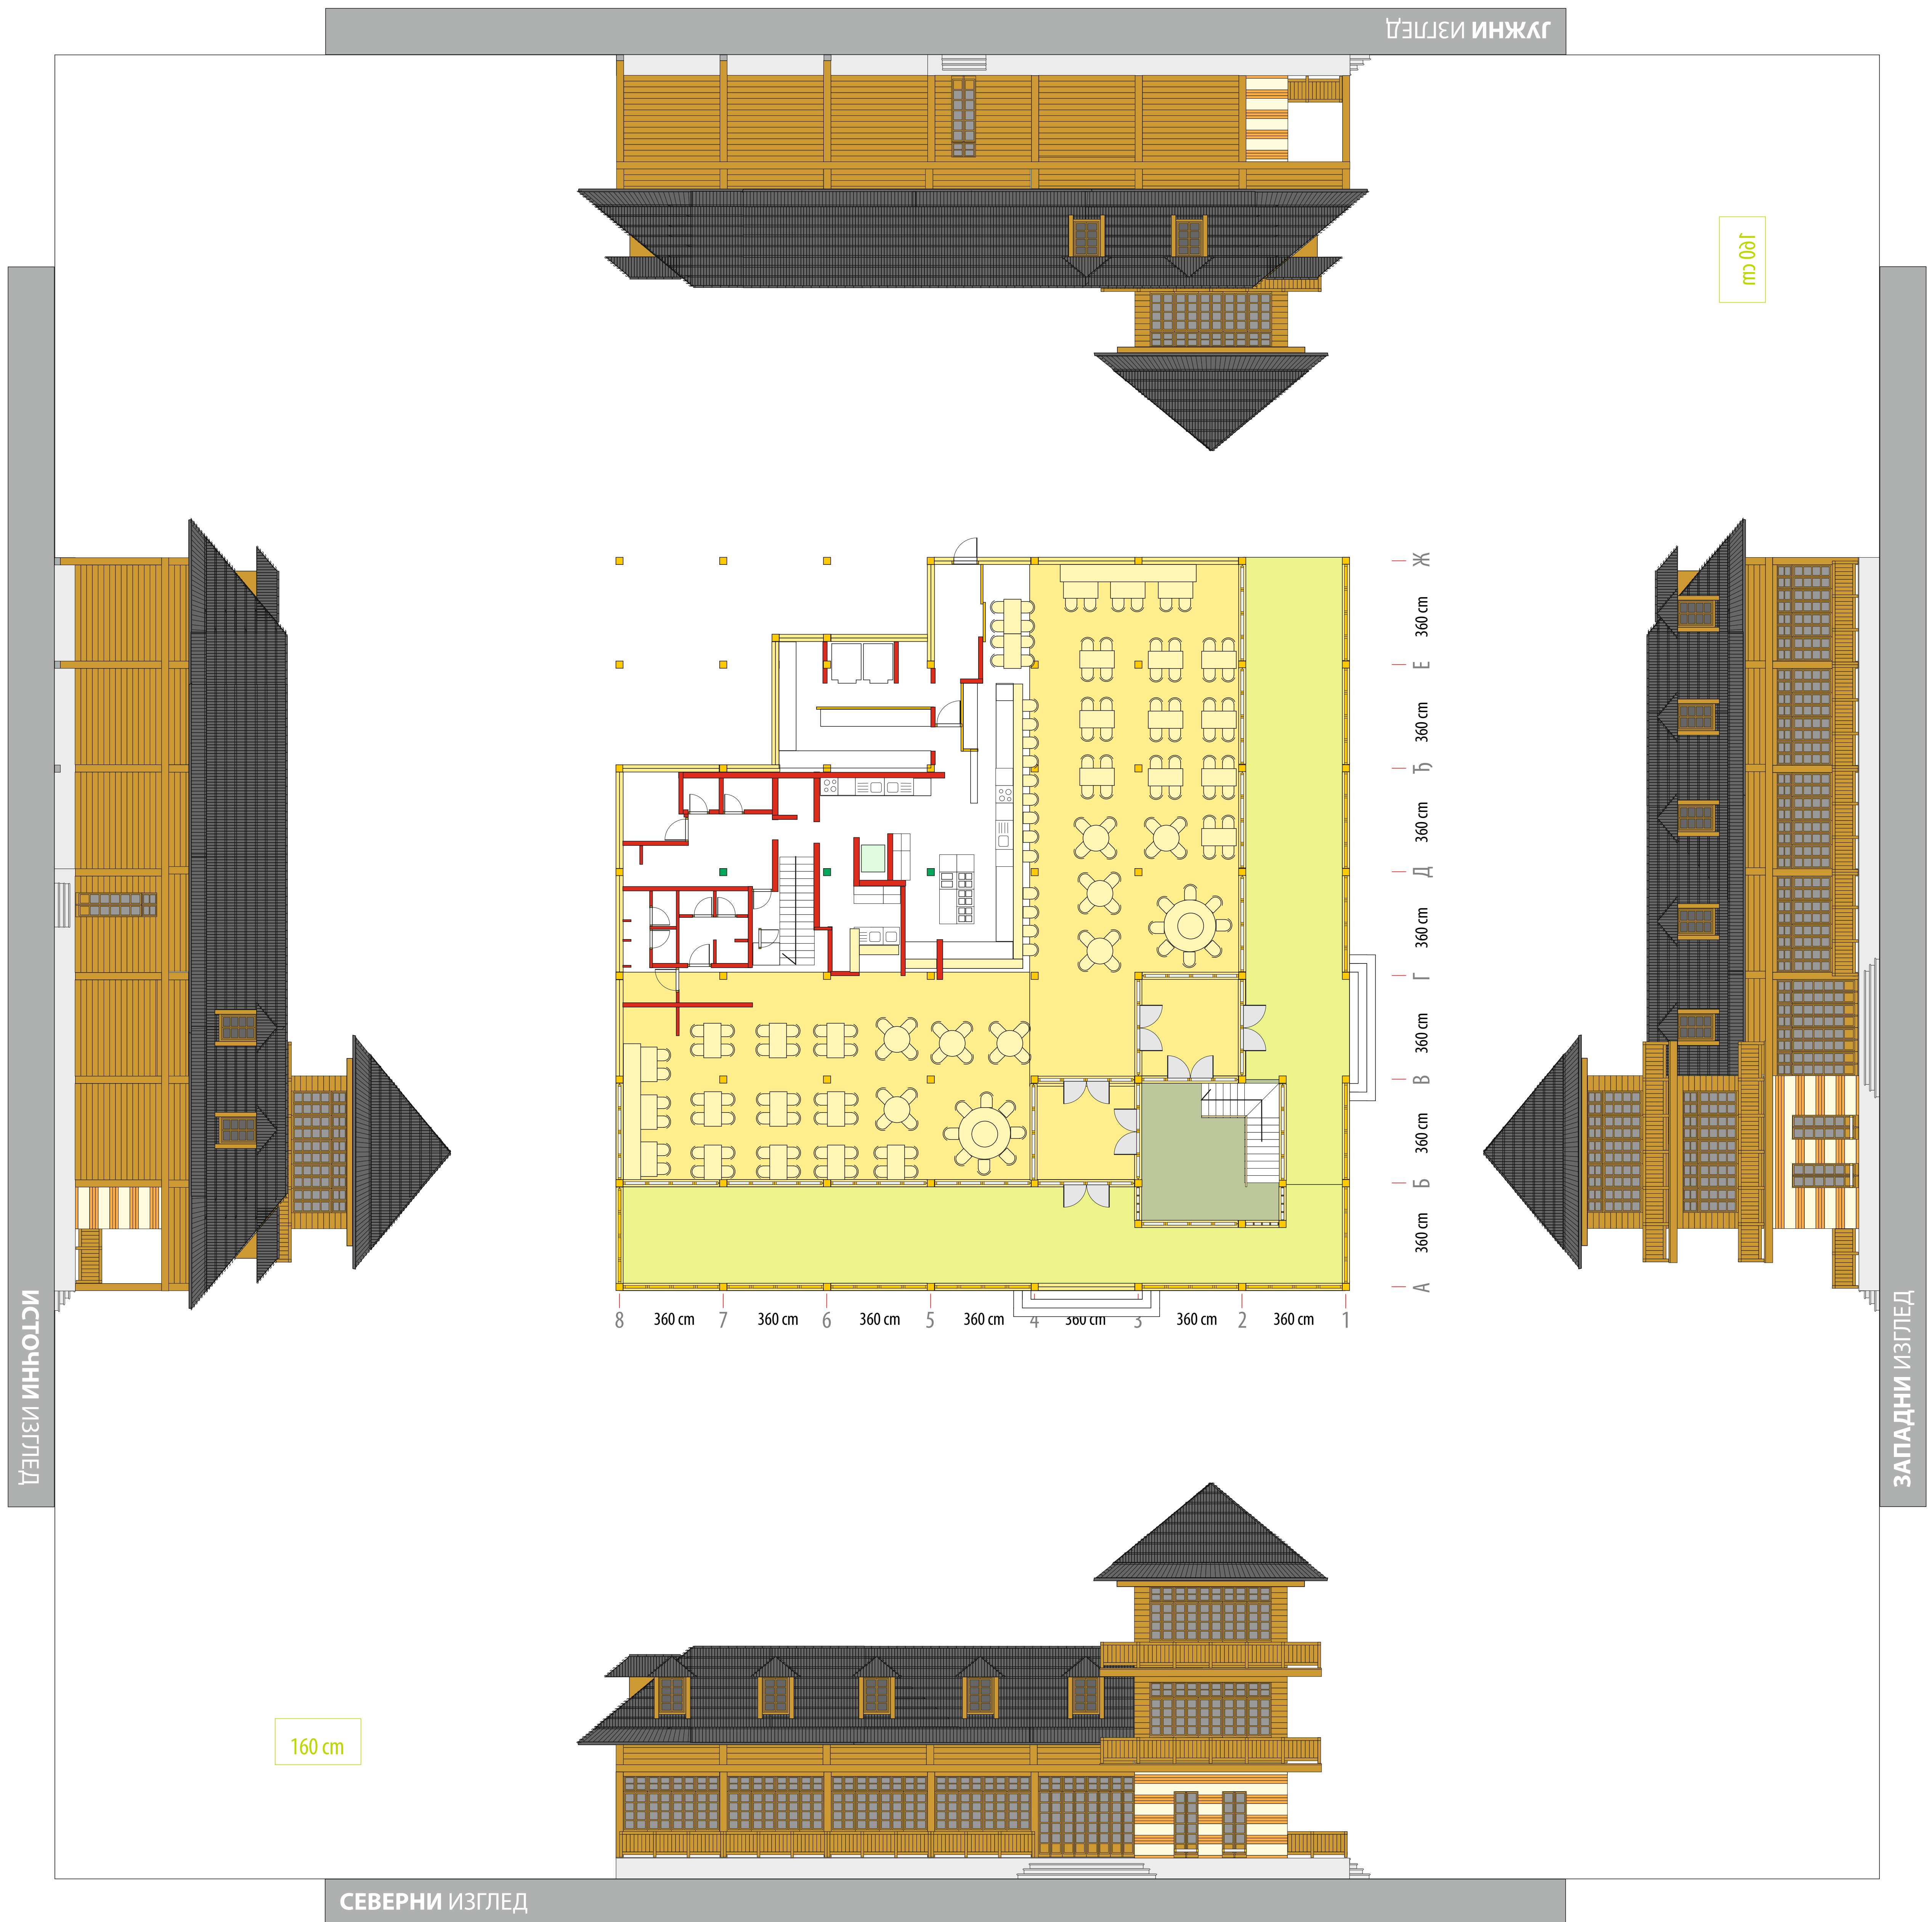 ЈУЖНИ ИЗГЛЕД
160 cm
Ж
360 cm
Е
360 cm
Ђ
360 cm
Д
360 cm
Г
360 cm
В
360 cm
Б
360 cm
А
8 360 cm 7 360 cm 6 360 cm 5 360 cm 4 360 cm 3 360 cm 2 360 cm 1
ИСТОЧНИ ИЗГЛЕД
ЗАПАДНИ ИЗГЛЕД
160 cm
СЕВЕРНИ ИЗГЛЕД